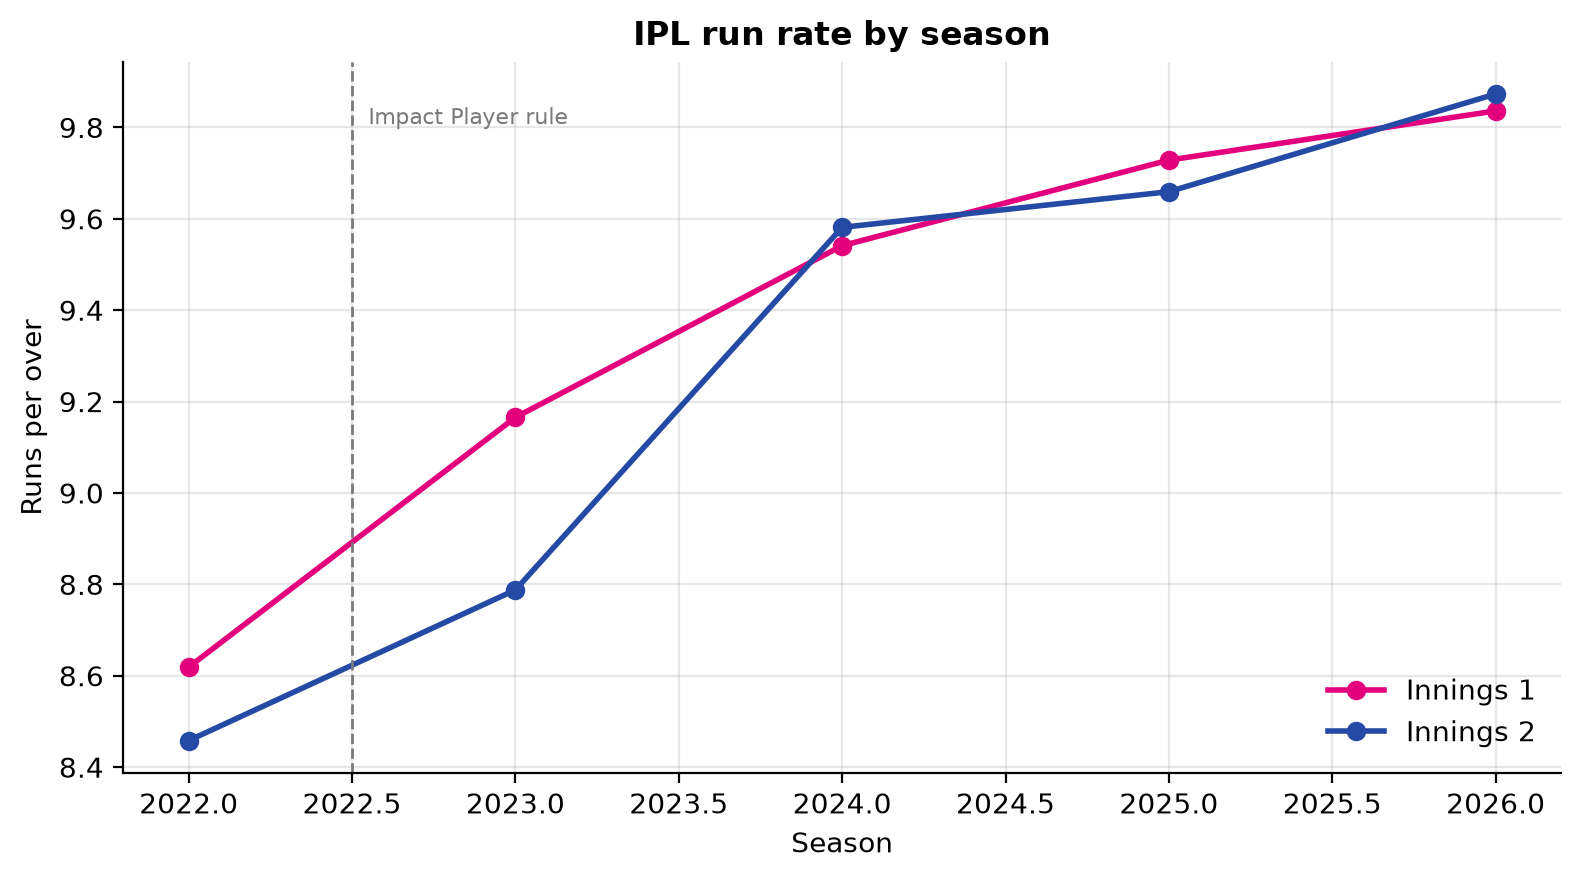 IPL run rate by season
Impact Player rule
9.8
9.6
9.4
9.2
9.0
8.8
8.6
8.4
Runs per over
Innings 1
Innings 2
2022.0 2022.5 2023.0 2023.5 2024.0 2024.5 2025.0 2025.5 2026.0
Season